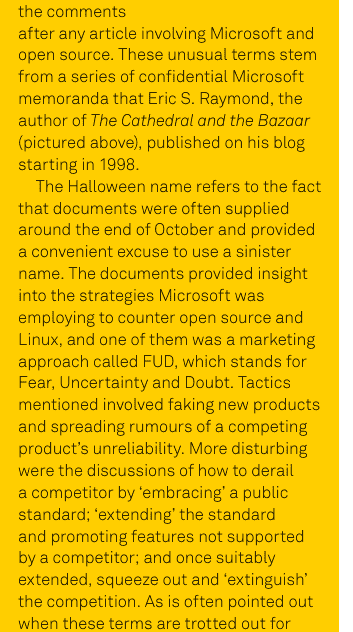 the comments
after any article involving Microsoft and
open source. These unusual terms stem
from a series of confidential Microsoft
memoranda that Eric S. Raymond, the
author of The Cathedral and the Bazaar
(pictured above), published on his blog
starting in 1998.
The Halloween name refers to the fact
that documents were often supplied
around the end of October and provided
a convenient excuse to use a sinister
name. The documents provided insight
into the strategies Microsoft was
employing to counter open source and
Linux, and one of them was a marketing
approach called FUD, which stands for
Fear, Uncertainty and Doubt. Tactics
mentioned involved faking new products
and spreading rumours of a competing
product’s unreliability. More disturbing
were the discussions of how to derail
a competitor by ‘embracing’ a public
standard; ‘extending’ the standard
and promoting features not supported
by a competitor; and once suitably
extended, squeeze out and ‘extinguish’
the competition. As is often pointed out
when these terms are trotted out for